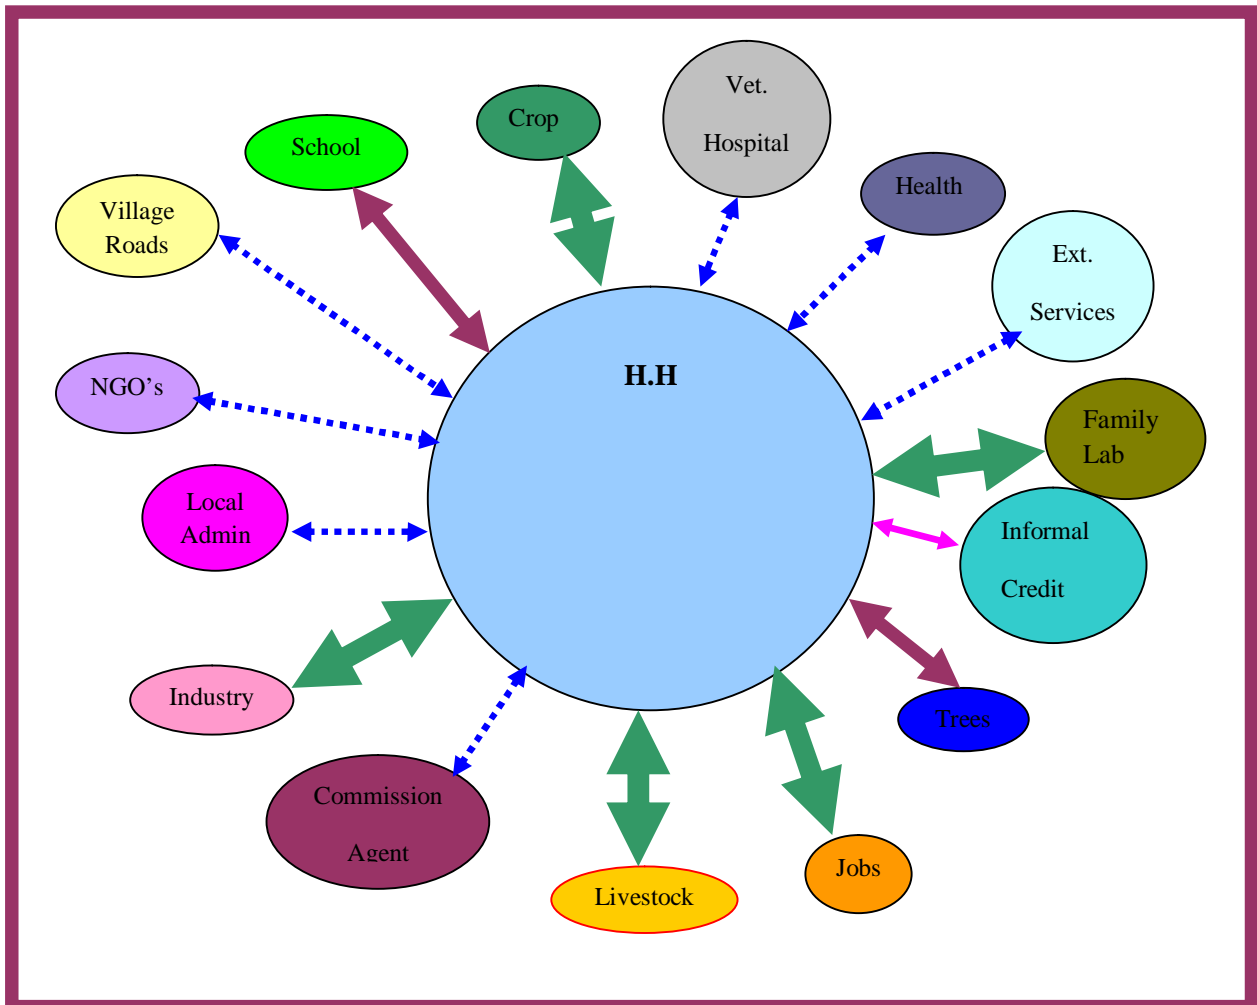 Vet.
Hospital
Crop
School
Health
Village
Roads
Ext.
Services
H.H
NGO's
Family
Lab
Local
Admin
Informal
Credit
Industry
Trees
Commission
Agent
Jobs
Livestock